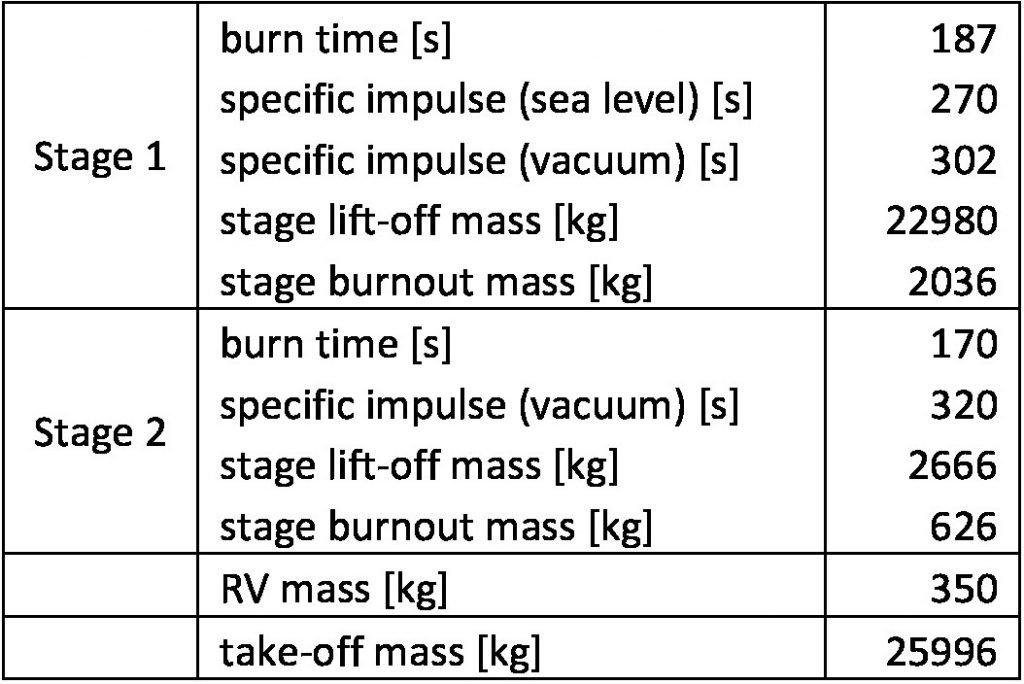 Stage 1
burn time [s] 187
specific impulse (sea level) [s] 270
specific impulse (vacuum) [s] 302
stage lift-off mass [kg] 22980
stage burnout mass [kg] 2036
Stage 2
burn time [s] 170
specific impulse (vacuum) [s] 320
stage lift-off mass [kg] 2666
stage burnout mass [kg] 626
RV mass [kg] 350
take-off mass [kg] 25996